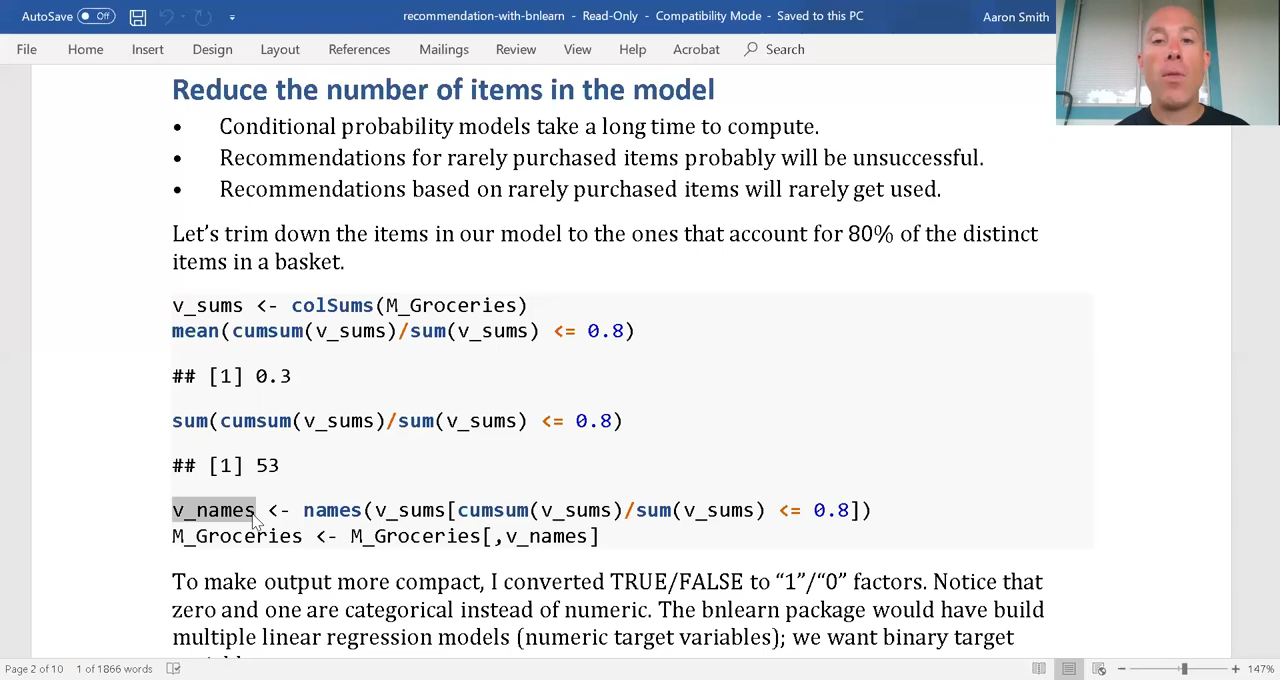 AutoSave Off recommendation-with-bnlearn - Read-Only - Compatibility Mode - Saved to this PC Aaron Smith
File Home Insert Design Layout References Mailings Review View Help Acrobat Search
Reduce the number of items in the model
• Conditional probability models take a long time to compute.
• Recommendations for rarely purchased items probably will be unsuccessful.
• Recommendations based on rarely purchased items will rarely get used.
Let's trim down the items in our model to the ones that account for 80% of the distinct
items in a basket.
v_sums <- colSums(M_Groceries)
mean(cumsum(v_sums)/sum(v_sums) <= 0.8)
## [1] 0.3
sum(cumsum(v_sums)/sum(v_sums) <= 0.8)
## [1] 53
v_names <- names(v_sums[cumsum(v_sums)/sum(v_sums) <= 0.8])
M_Groceries <- M_Groceries[,v_names]
To make output more compact, I converted TRUE/FALSE to “1”/“0” factors. Notice that
zero and one are categorical instead of numeric. The bnlearn package would have build
multiple linear regression models (numeric target variables); we want binary target
Page 2 of 10 1 of 1866 words 147%